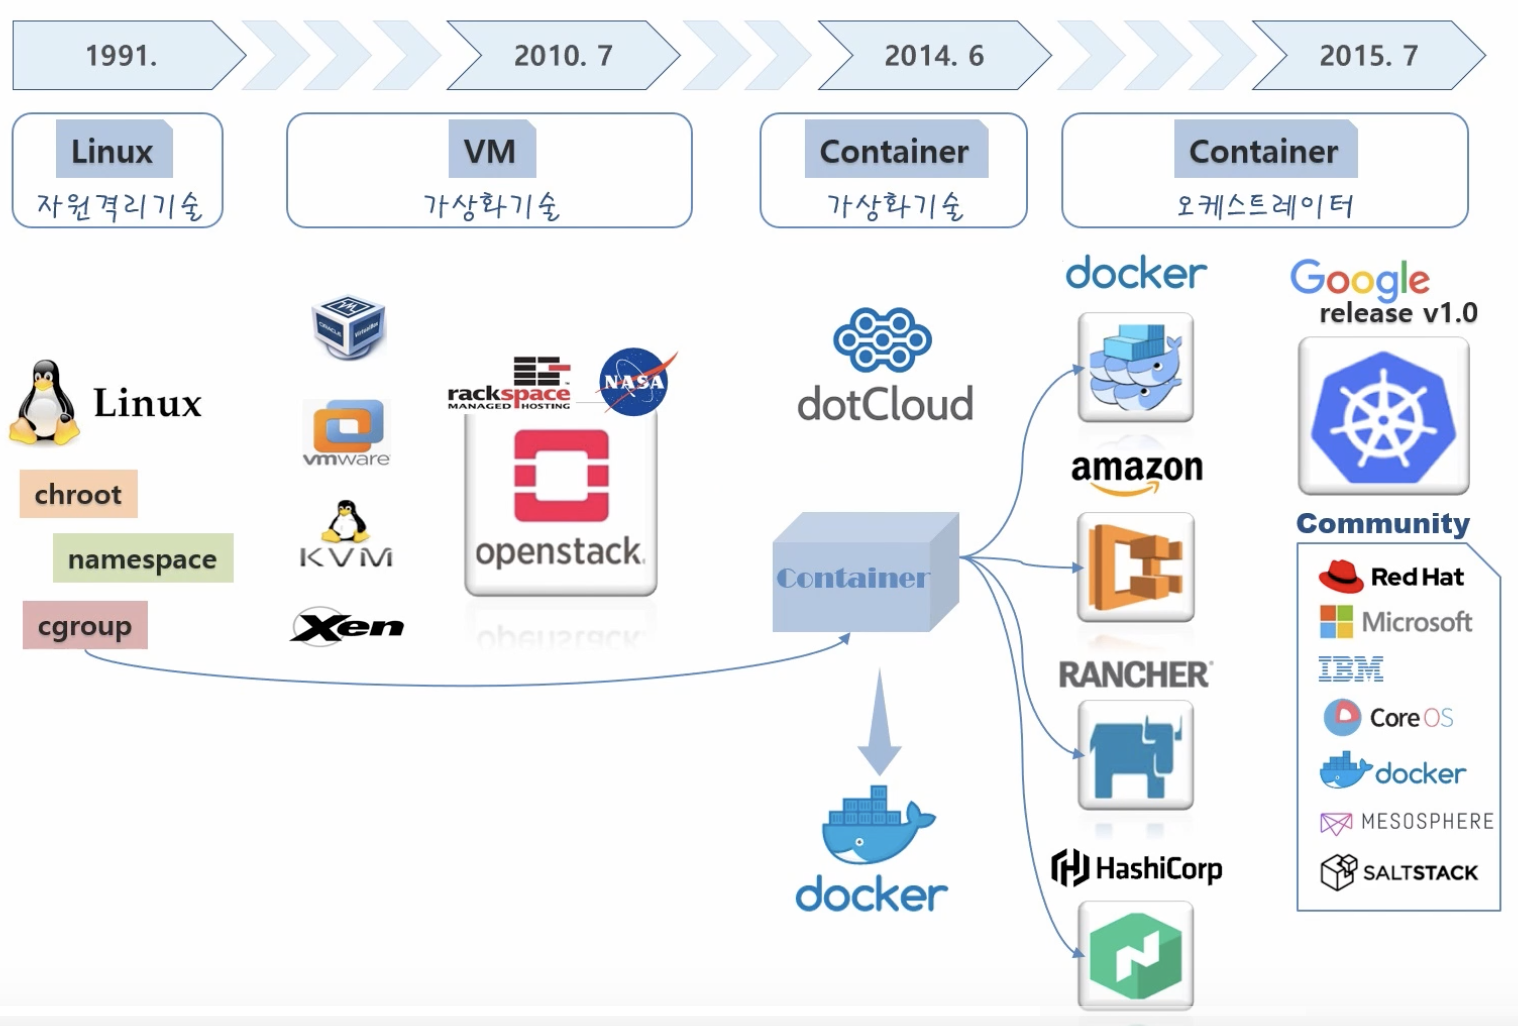 1991.
2010. 7
2014. 6
2015. 7
Linux
자원격리기술
VM
가상화기술
Container
가상화기술
Container
오케스트레이터
Linux
chroot
namespace
cgroup
ORACLE
VM
VirtualBox
vmware
KVM
Xen
rackspace
MANAGED HOSTING
NASA
openstack.
dotCloud
Container
docker
docker
amazon
RANCHER
HashiCorp
Google
release v1.0
Community
Red Hat
Microsoft
IBM
CoreOS
docker
MESOSPHERE
SALTSTACK